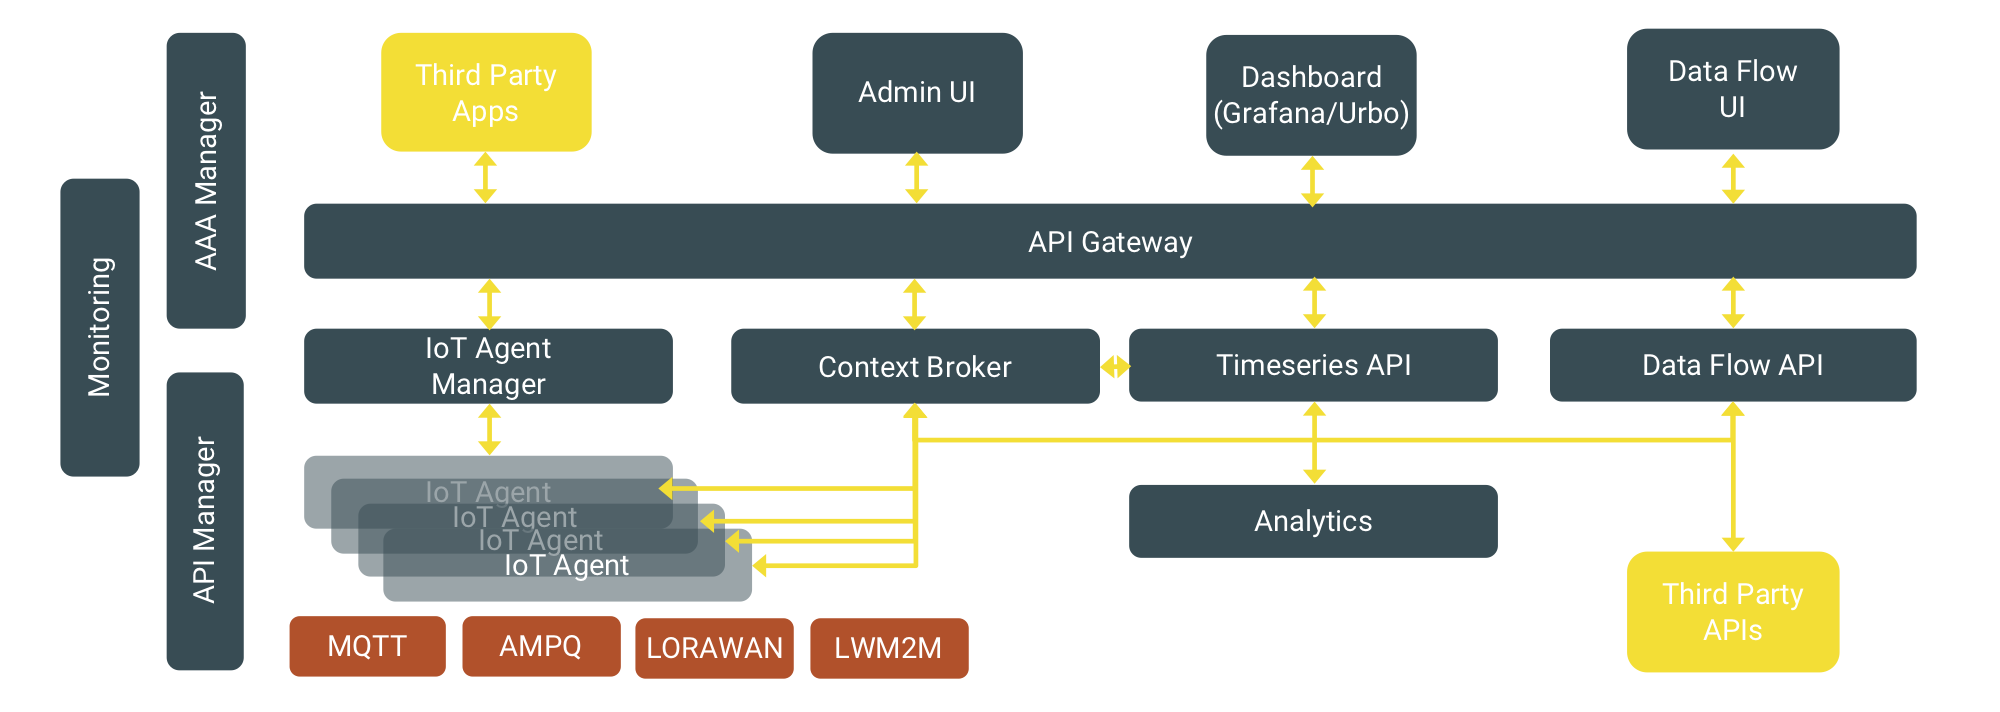 Third Party
Apps
Admin UI
Dashboard
(Grafana/Urbo)
Data Flow
UI
AAA Manager
Monitoring
API Manager
API Gateway
IoT Agent
Manager
Context Broker
Timeseries API
Data Flow API
IoT Agent
IoT Agent
IoT Agent
IoT Agent
Analytics
Third Party
APIs
MQTT
AMPQ
LORAWAN
LWM2M